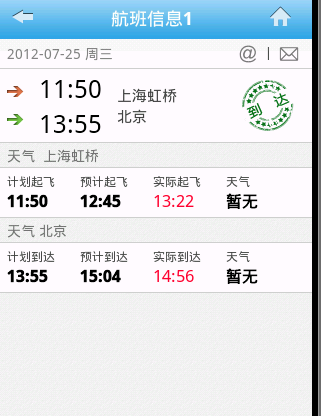 航班信息1
2012-07-25 周三 @ |
11:50 上海虹桥
13:55 北京
到达
天气 上海虹桥
计划起飞 预计起飞 实际起飞 天气
11:50 12:45 13:22 暂无
天气 北京
计划到达 预计到达 实际到达 天气
13:55 15:04 14:56 暂无